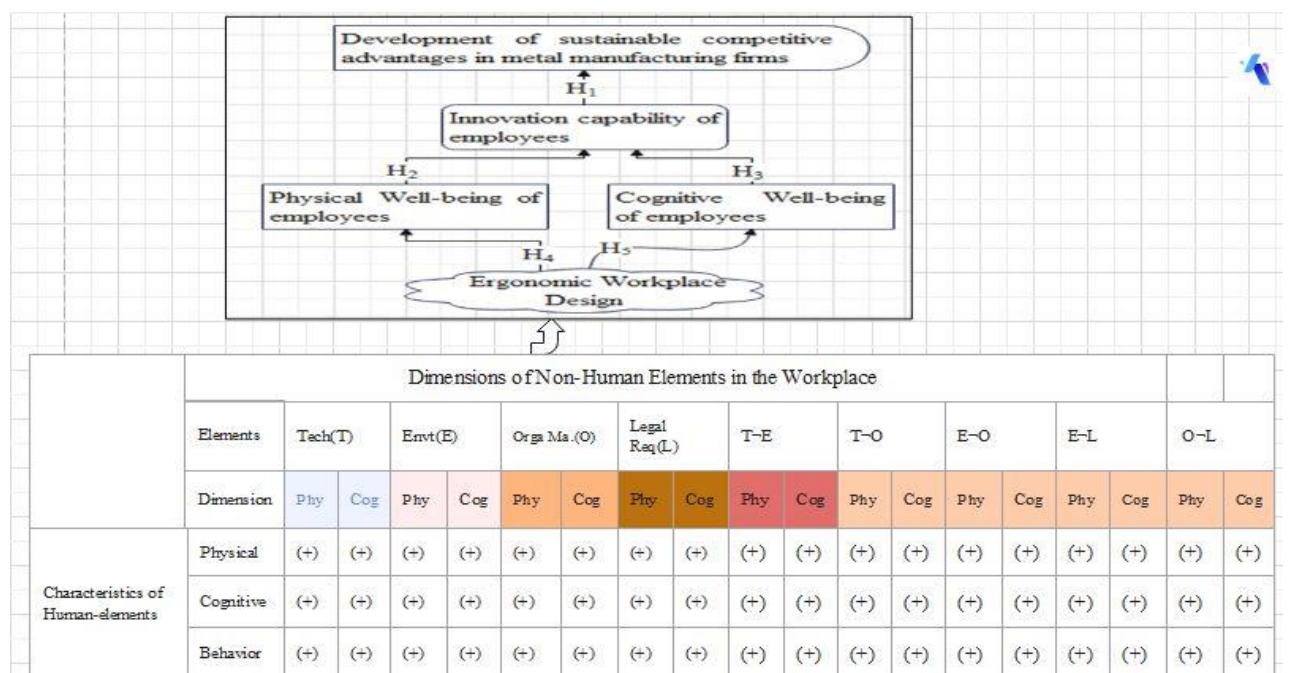 Development of sustainable competitive
advantages in metal manufacturing firms
H1
Innovation capability of
employees
H2
H3
Physical Well-being of
employees
Cognitive Well-being
of employees
H4
H5
Ergonomic Workplace
Design
Dimensions of Non-Human Elements in the Workplace
Elements Tech(T) Envt(E) Orga Ma.(O) Legal Req(L) T-E T-O E-O E-L O-L
Dimension Phy Cog Phy Cog Phy Cog Phy Cog Phy Cog Phy Cog Phy Cog Phy Cog Phy Cog
Characteristics of
Human-elements
Physical (+) (+) (+) (+) (+) (+) (+) (+) (+) (+) (+) (+) (+) (+) (+) (+) (+) (+)
Cognitive (+) (+) (+) (+) (+) (+) (+) (+) (+) (+) (+) (+) (+) (+) (+) (+) (+) (+)
Behavior (+) (+) (+) (+) (+) (+) (+) (+) (+) (+) (+) (+) (+) (+) (+) (+) (+) (+)